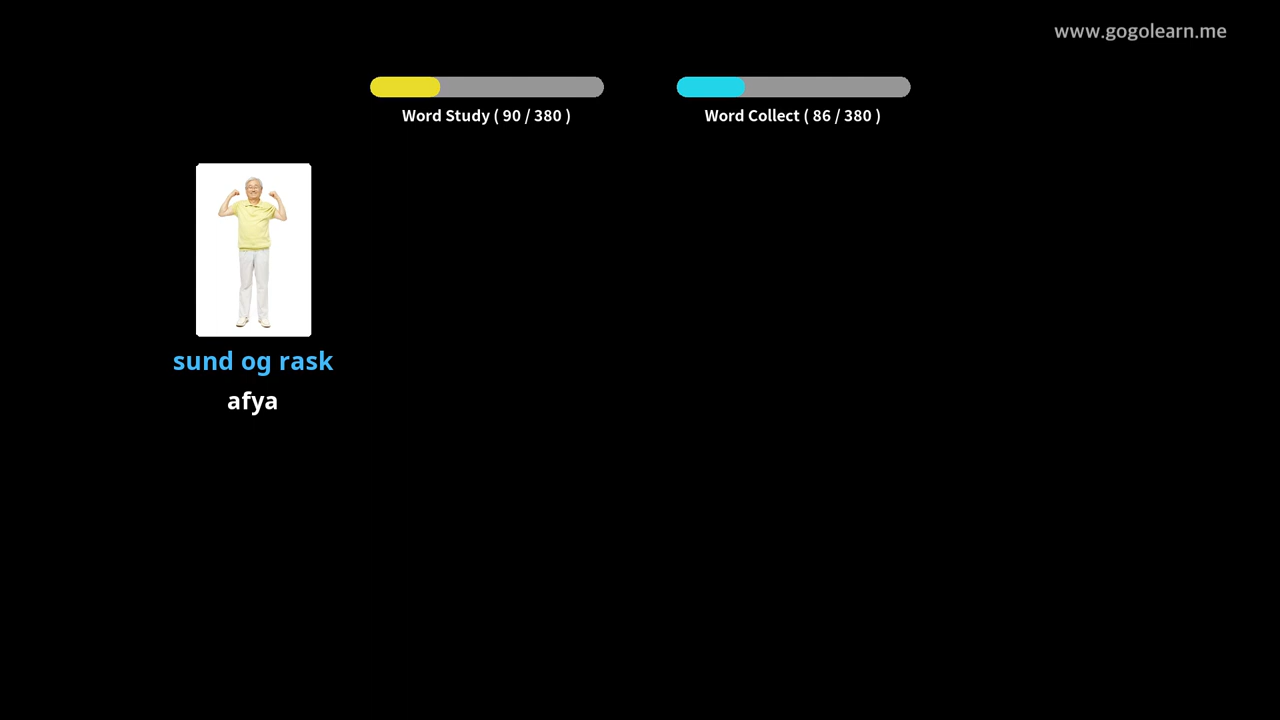 www.gogolearn.me
Word Study ( 90 / 380 )
Word Collect ( 86 / 380 )
sund og rask
afya